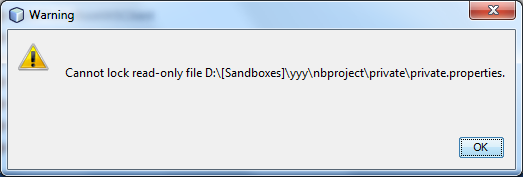 Warning
Cannot lock read-only file D:\[Sandboxes]\yyy\nbproject\private\private.properties.
OK